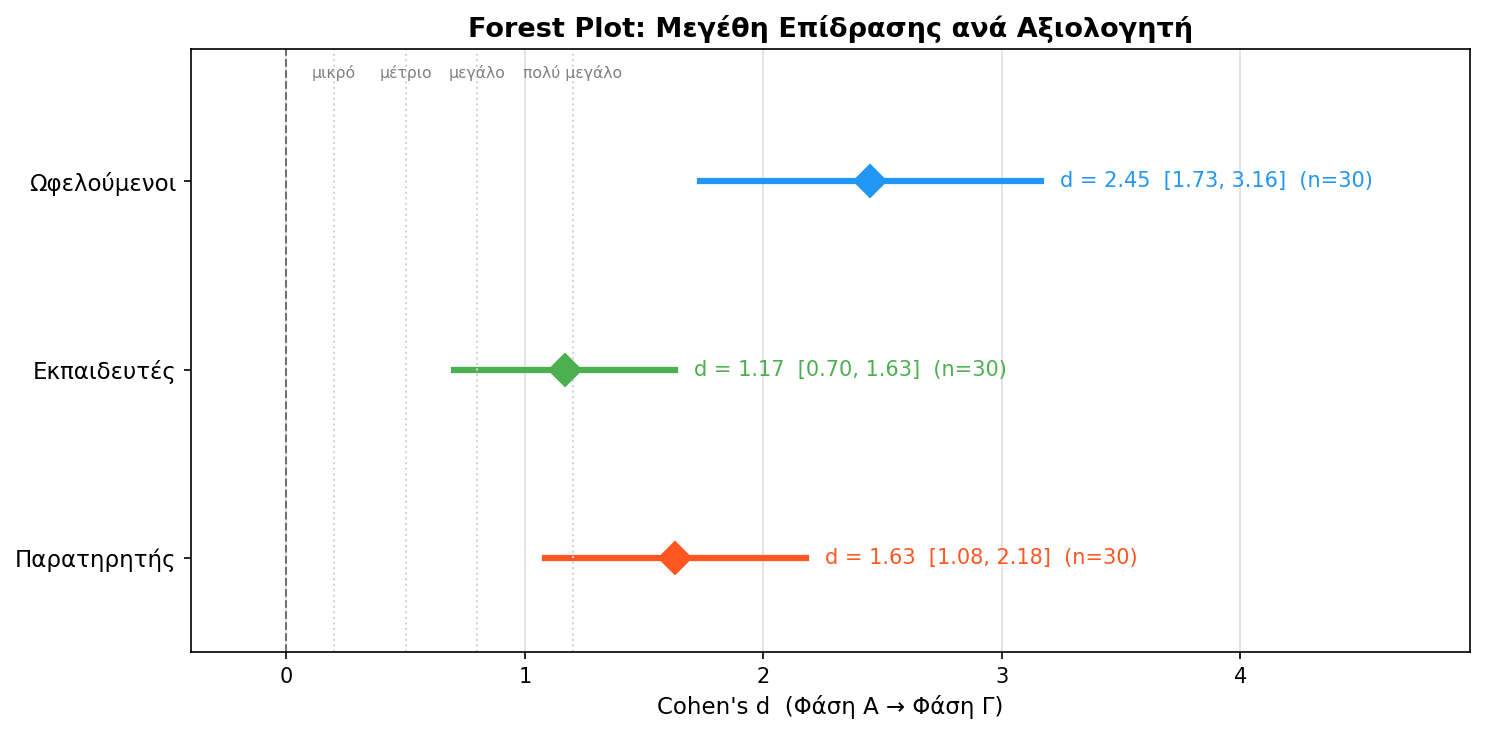 Forest Plot: Μεγέθη Επίδρασης ανά Αξιολογητή
μικρό μέτριο μεγάλο πολύ μεγάλο
Ωφελούμενοι d = 2.45 [1.73, 3.16] (n=30)
Εκπαιδευτές d = 1.17 [0.70, 1.63] (n=30)
Παρατηρητής d = 1.63 [1.08, 2.18] (n=30)
0 1 2 3 4
Cohen's d (Φάση Α → Φάση Γ)